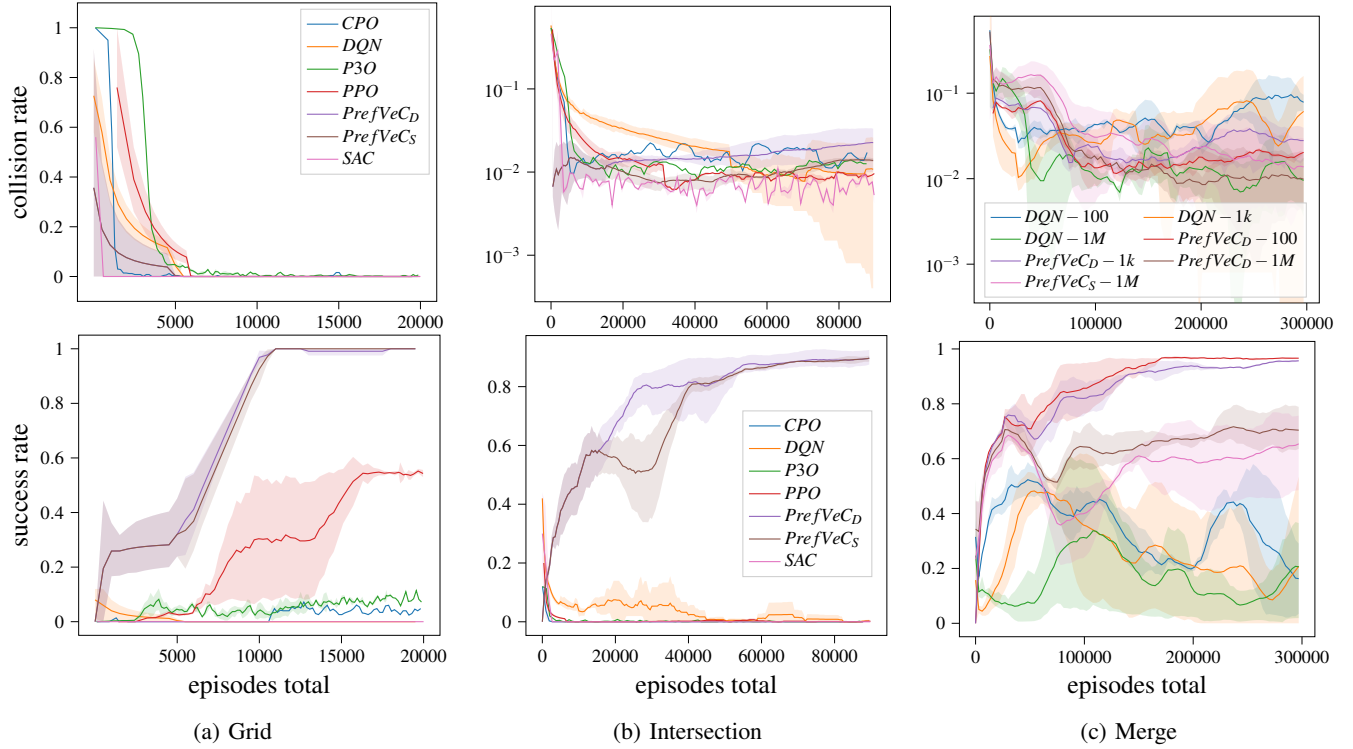 collision rate
1
0.8
0.6
0.4
0.2
0
5000
10000
15000
20000
CPO
DQN
P3O
PPO
PrefVeC_D
PrefVeC_S
SAC
10^{-1}
10^{-2}
10^{-3}
0
20000
40000
60000
80000
10^{-1}
10^{-2}
10^{-3}
0
100000
200000
300000
DQN − 100
DQN − 1k
DQN − 1M
PrefVeC_D − 100
PrefVeC_D − 1k
PrefVeC_D − 1M
PrefVeC_S − 1M
success rate
1
0.8
0.6
0.4
0.2
0
5000
10000
15000
20000
episodes total
1
0.8
0.6
0.4
0.2
0
0
20000
40000
60000
80000
episodes total
CPO
DQN
P3O
PPO
PrefVeC_D
PrefVeC_S
SAC
1
0.8
0.6
0.4
0.2
0
0
100000
200000
300000
episodes total
(a) Grid
(b) Intersection
(c) Merge